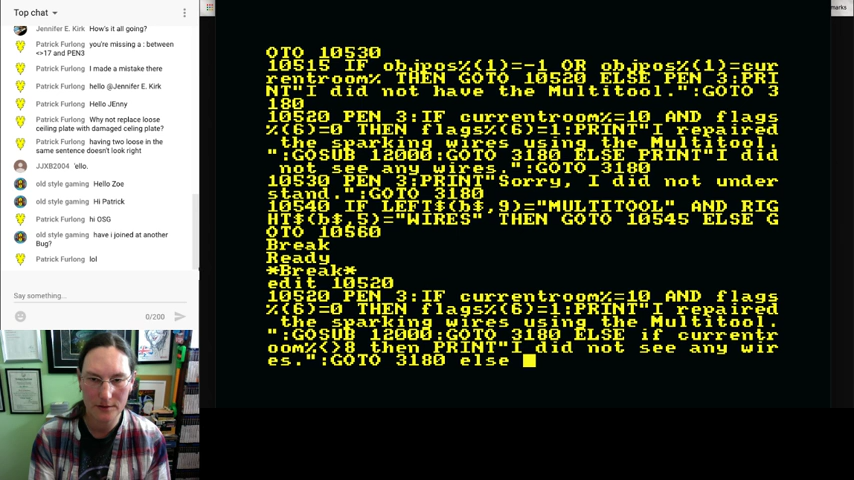 Top chat
Jennifer E. Kirk How's it all going?
Patrick Furlong you're missing a : between
<>17 and PEN3
Patrick Furlong I made a mistake there
Patrick Furlong hello @Jennifer E. Kirk
Patrick Furlong Hello JEnny
Patrick Furlong Why not replace loose
ceiling plate with damaged celing plate?
Patrick Furlong having two loose in the
same sentence doesn't look right
JJXB2004 'ello.
old style gaming Hello Zoe
old style gaming Hi Patrick
Patrick Furlong hi OSG
old style gaming have i joined at another
Bug?
Patrick Furlong lol
Say something...
0/200
marks
OTO 10530
10515 IF objpos%(1)=-1 OR objpos%(1)=cur
rentroom% THEN GOTO 10520 ELSE PEN 3:PRI
NT"I did not have the Multitool.":GOTO 3
180
10520 PEN 3:IF currentroom%=10 AND flags
%(6)=0 THEN flags%(6)=1:PRINT"I repaired
 the sparking wires using the Multitool.
":GOSUB 12000:GOTO 3180 ELSE PRINT"I did
 not see any wires.":GOTO 3180
10530 PEN 3:PRINT"Sorry, I did not under
stand.":GOTO 3180
10540 IF LEFT$(b$,9)="MULTITOOL" AND RIG
HT$(b$,5)="WIRES" THEN GOTO 10545 ELSE G
OTO 10560
Break
Ready
*Break*
edit 10520
10520 PEN 3:IF currentroom%=10 AND flags
%(6)=0 THEN flags%(6)=1:PRINT"I repaired
 the sparking wires using the Multitool.
":GOSUB 12000:GOTO 3180 ELSE if currentr
oom%<>8 then PRINT"I did not see any wir
es.":GOTO 3180 else